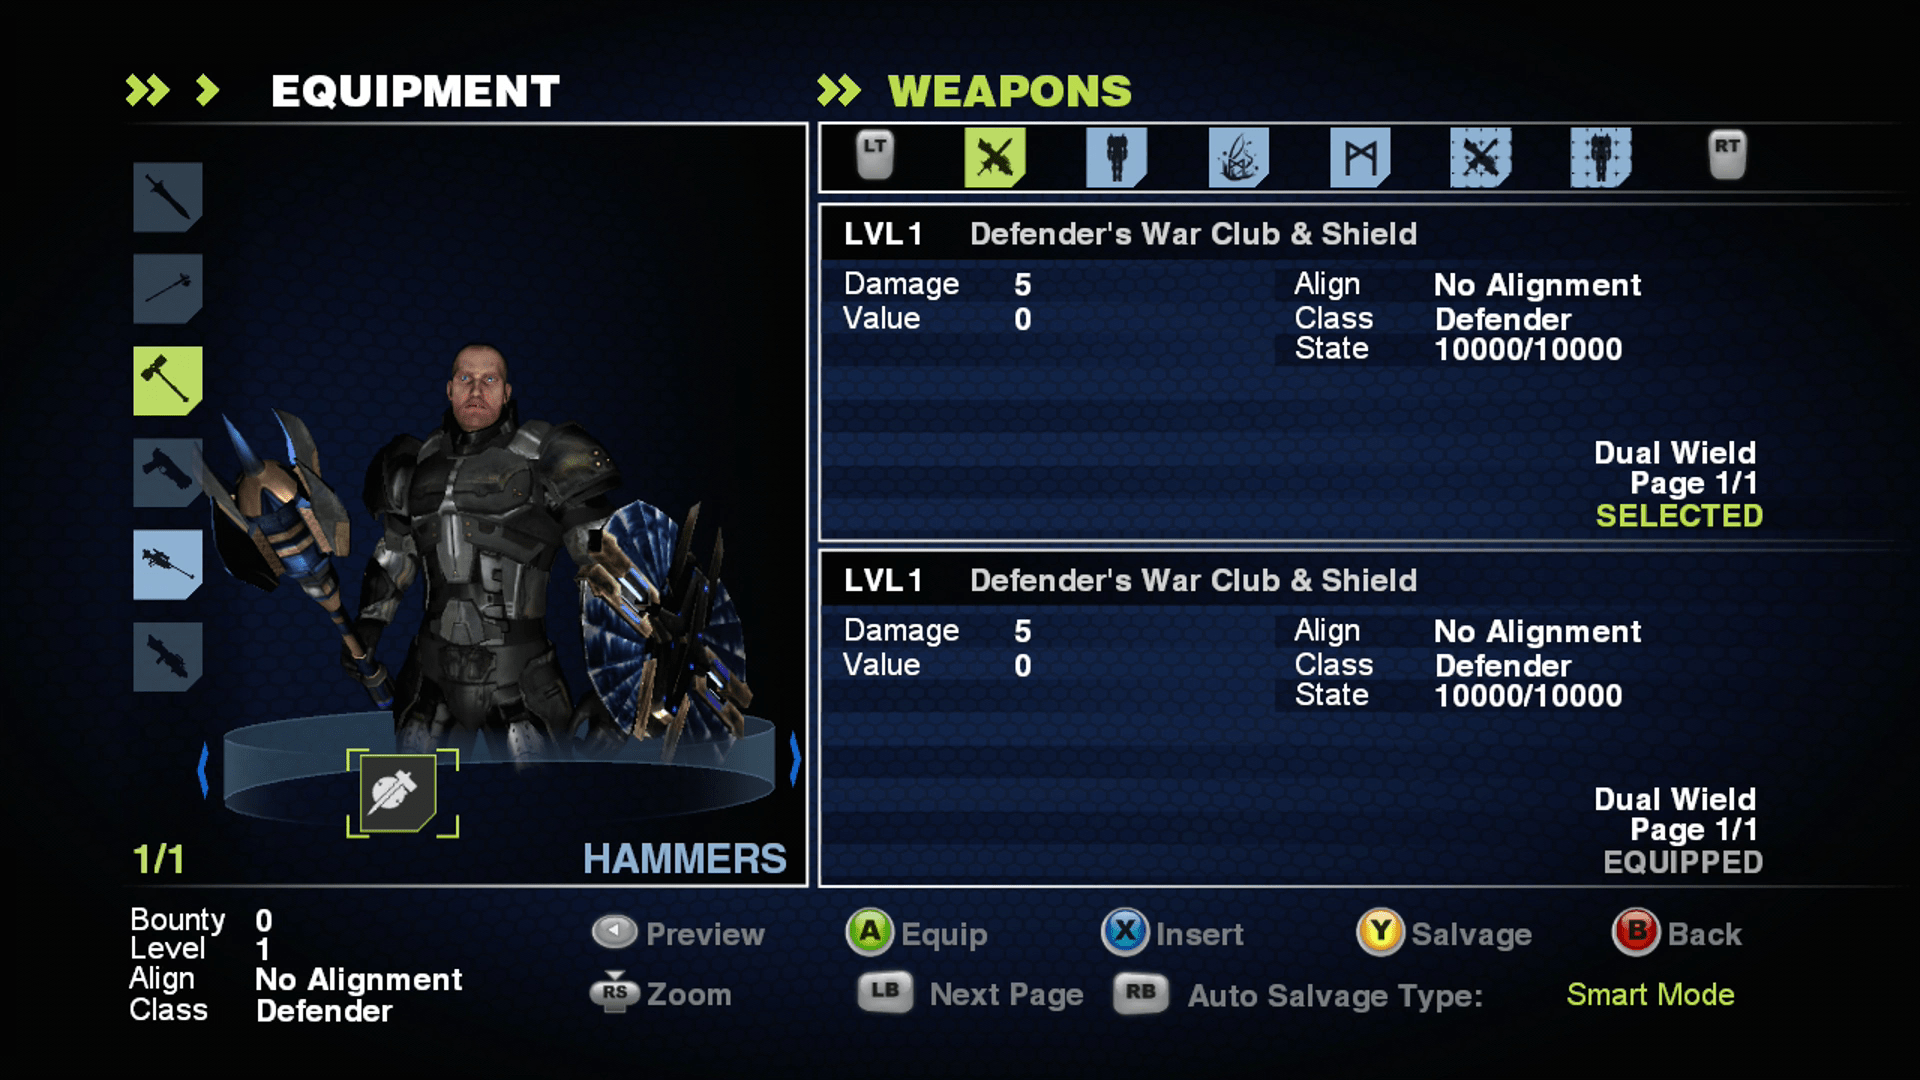 EQUIPMENT
WEAPONS
LT
RT
LVL 1 Defender's War Club & Shield
Damage 5 Align No Alignment
Value 0 Class Defender
State 10000/10000
Dual Wield
Page 1/1
SELECTED
LVL 1 Defender's War Club & Shield
Damage 5 Align No Alignment
Value 0 Class Defender
State 10000/10000
Dual Wield
Page 1/1
EQUIPPED
1/1 HAMMERS
Bounty 0
Level 1
Align No Alignment
Class Defender
Preview A Equip X Insert Y Salvage B Back
RS Zoom LB Next Page RB Auto Salvage Type: Smart Mode